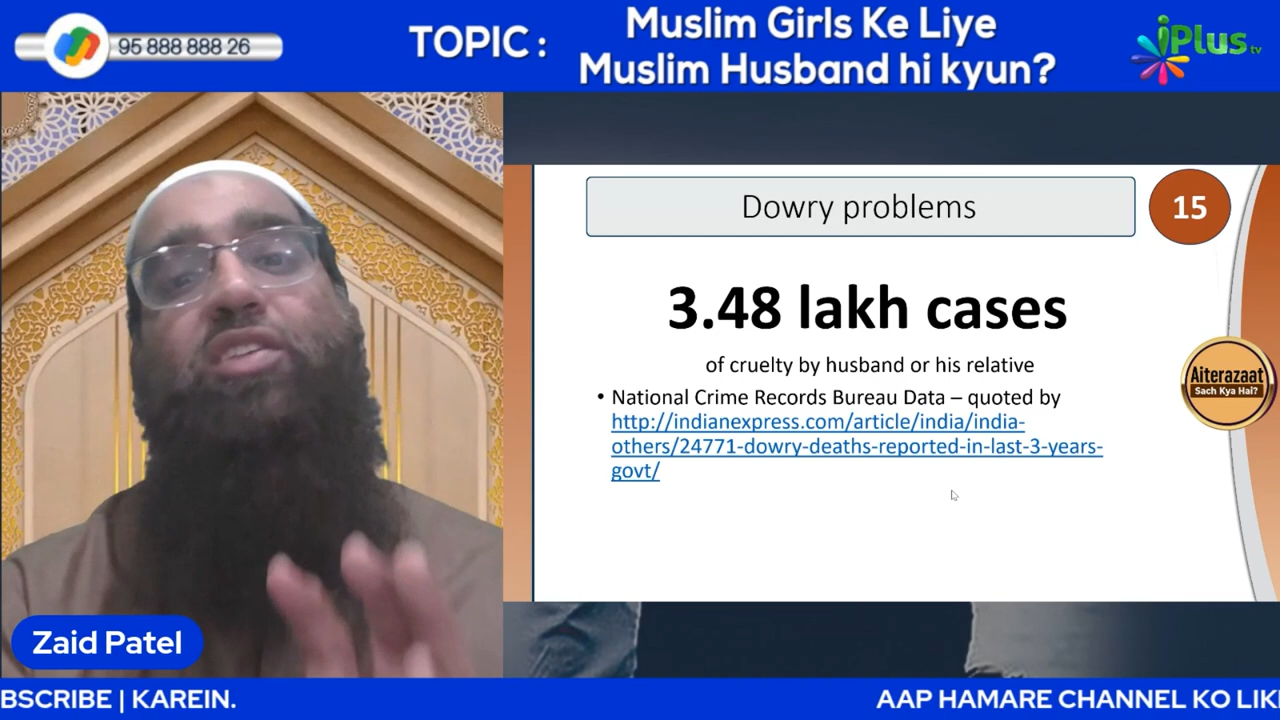 95 888 888 26
TOPIC :
Muslim Girls Ke Liye
Muslim Husband hi kyun?
iPlus tv
Dowry problems
15
3.48 lakh cases
of cruelty by husband or his relative
• National Crime Records Bureau Data – quoted by
http://indianexpress.com/article/india/india-
others/24771-dowry-deaths-reported-in-last-3-years-
govt/
Aiterazaat
Sach Kya Hai?
Zaid Patel
BSCRIBE | KAREIN.
AAP HAMARE CHANNEL KO LIK